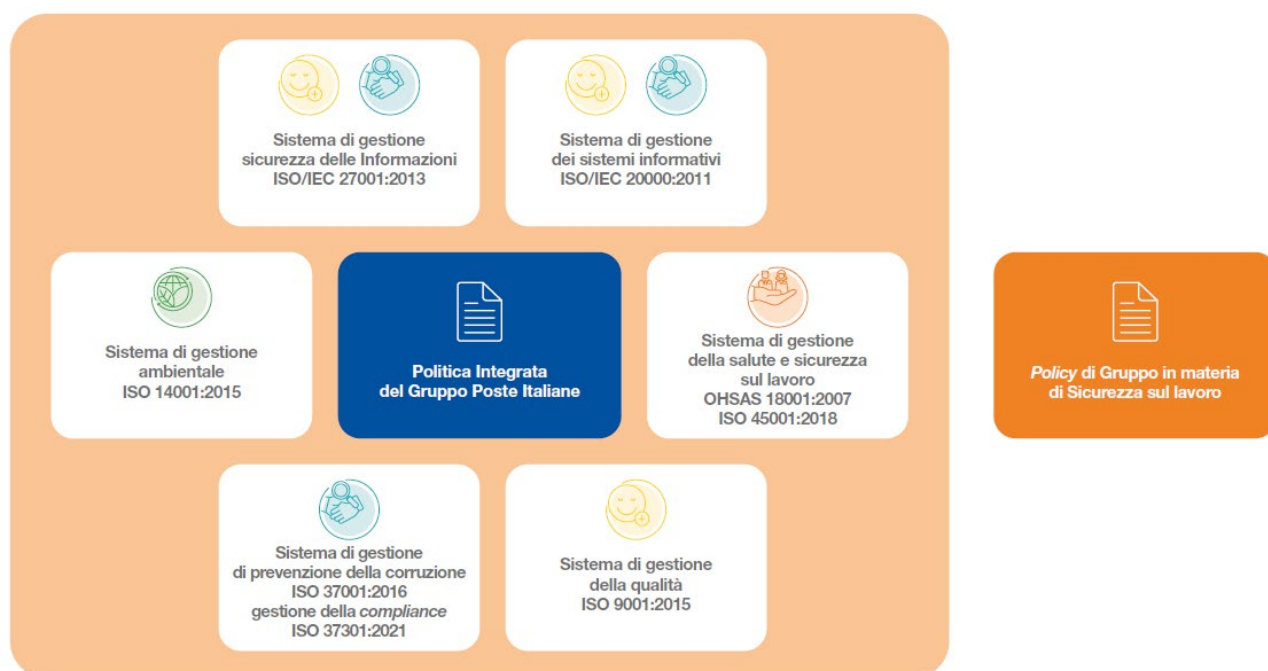 Sistema di gestione
sicurezza delle Informazioni
ISO/IEC 27001:2013
Sistema di gestione
dei sistemi informativi
ISO/IEC 20000:2011
Sistema di gestione
ambientale
ISO 14001:2015
Politica Integrata
del Gruppo Poste Italiane
Sistema di gestione
della salute e sicurezza
sul lavoro
OHSAS 18001:2007
ISO 45001:2018
Policy di Gruppo in materia
di Sicurezza sul lavoro
Sistema di gestione
di prevenzione della corruzione
ISO 37001:2016
gestione della compliance
ISO 37301:2021
Sistema di gestione
della qualità
ISO 9001:2015